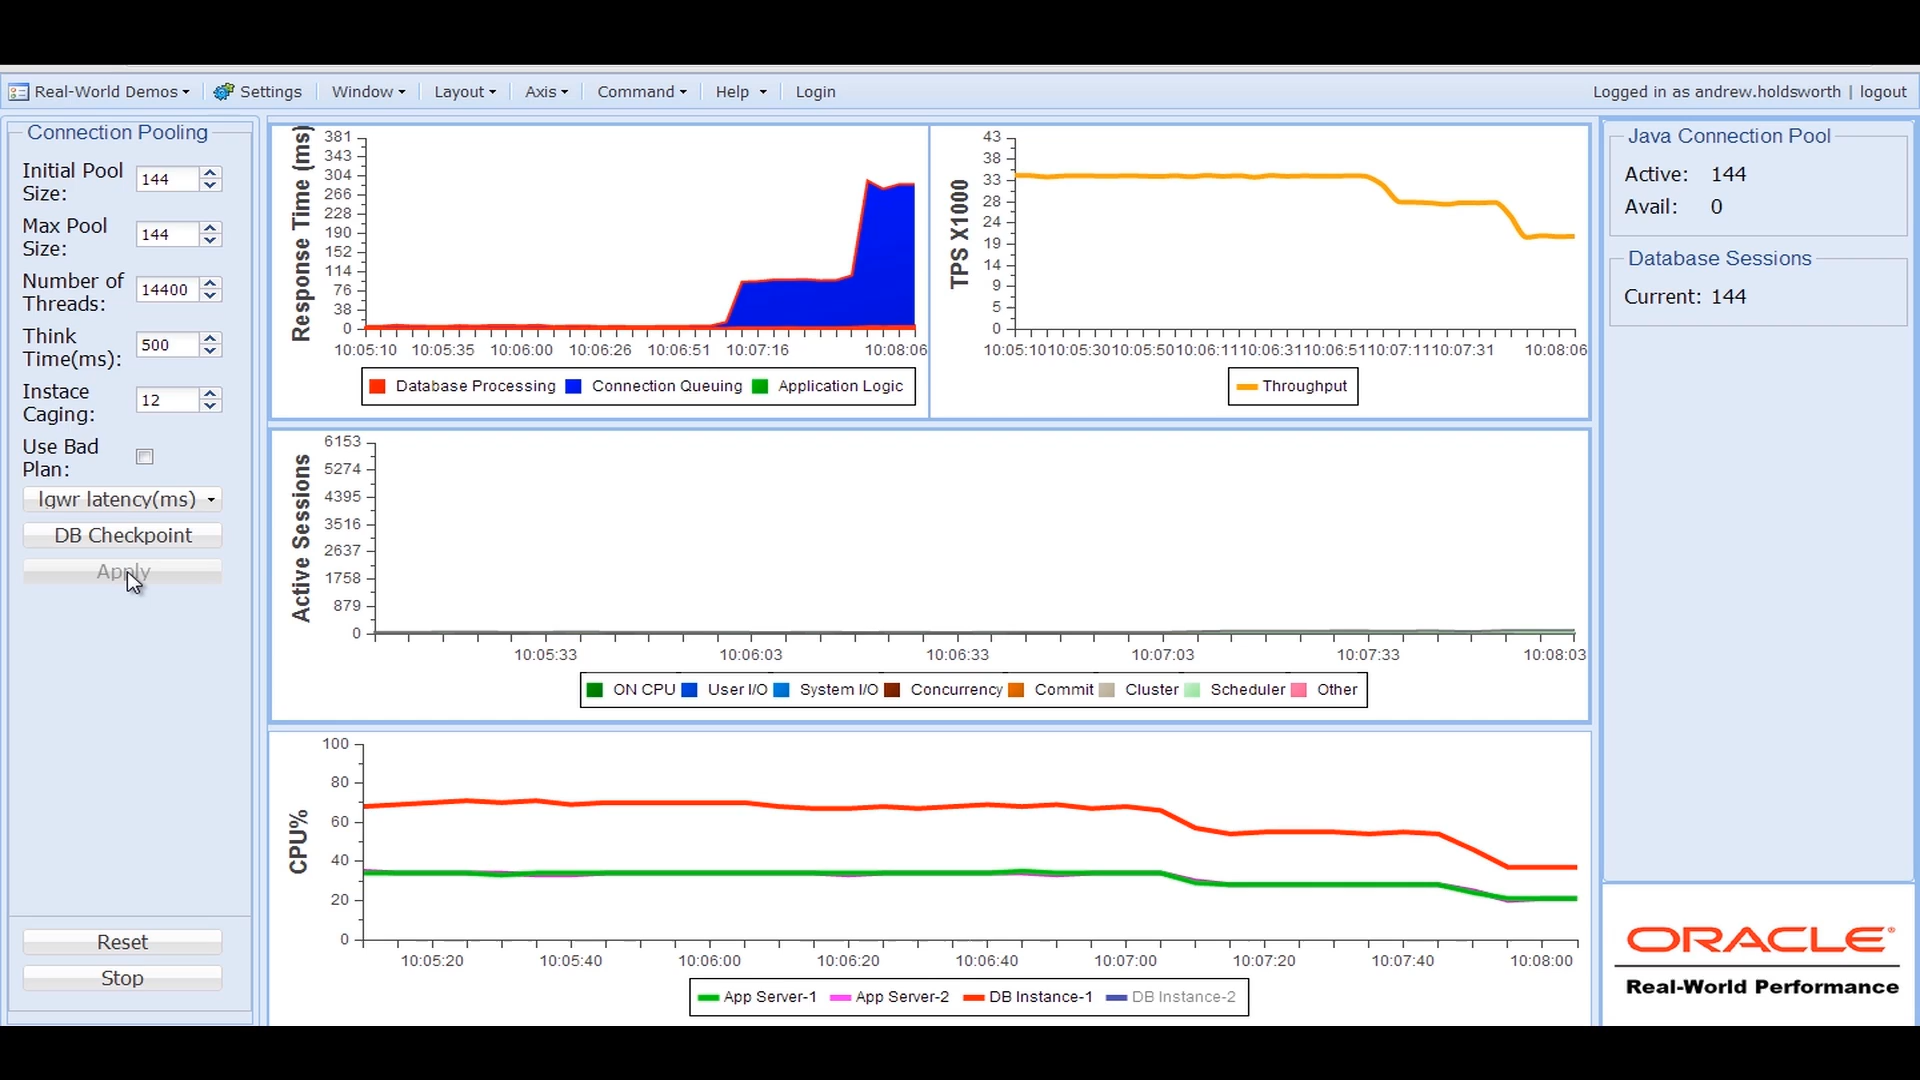 Real-World Demos Settings Window Layout Axis Command Help Login Logged in as andrew.holdsworth | logout
Connection Pooling
Initial Pool Size: 144
Max Pool Size: 144
Number of Threads: 14400
Think Time(ms): 500
Instace Caging: 12
Use Bad Plan:
lgwr latency(ms)
DB Checkpoint
Apply
Reset
Stop
Response Time (ms)
381
343
304
266
228
190
152
114
76
38
0
10:05:10 10:05:35 10:06:00 10:06:26 10:06:51 10:07:16 10:08:06
Database Processing Connection Queuing Application Logic
TPS X1000
43
38
33
28
24
19
14
9
5
0
10:05:10 10:05:30 10:05:50 10:06:11 10:06:31 10:06:51 10:07:11 10:07:31 10:08:06
Throughput
Active Sessions
6153
5274
4395
3516
2637
1758
879
0
10:05:33 10:06:03 10:06:33 10:07:03 10:07:33 10:08:03
ON CPU User I/O System I/O Concurrency Commit Cluster Scheduler Other
CPU%
100
80
60
40
20
0
10:05:20 10:05:40 10:06:00 10:06:20 10:06:40 10:07:00 10:07:20 10:07:40 10:08:00
App Server-1 App Server-2 DB Instance-1 DB Instance-2
Java Connection Pool
Active: 144
Avail: 0
Database Sessions
Current: 144
ORACLE®
Real-World Performance